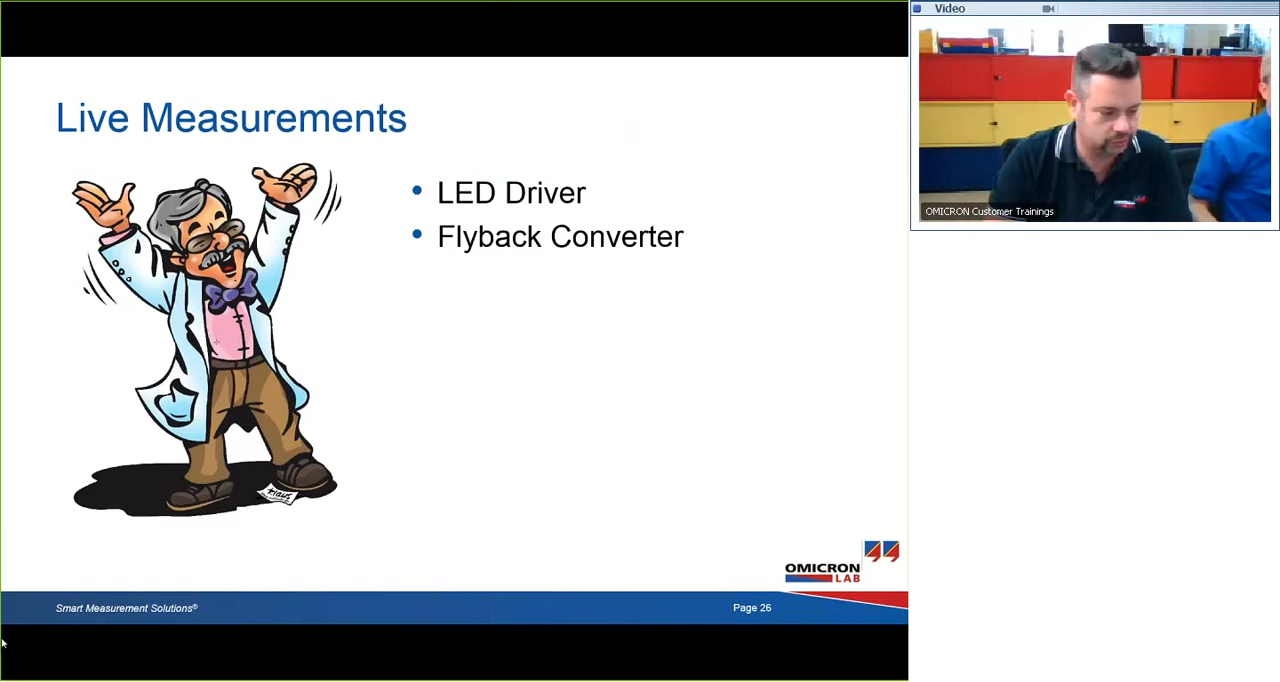 Live Measurements
• LED Driver
• Flyback Converter
OMICRON
LAB
Smart Measurement Solutions®
Page 26
Video
OMICRON Customer Trainings